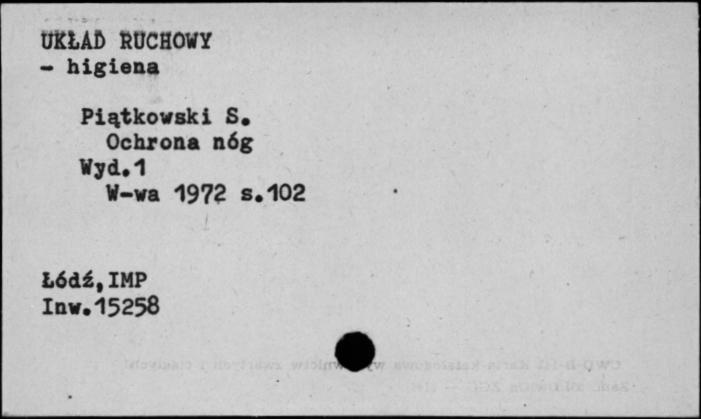 UKŁAD RUCHOWY
- higiena
Piątkowski S.
Ochrona nóg
Wyd.1
W-wa 1972 s.102
Łódź,IMP
Inw.15258